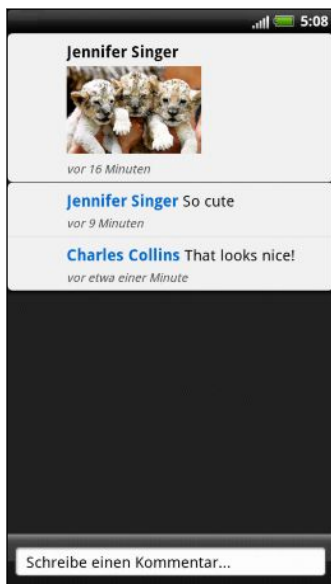 5:08
Jennifer Singer
vor 16 Minuten
Jennifer Singer So cute
vor 9 Minuten
Charles Collins That looks nice!
vor etwa einer Minute
Schreibe einen Kommentar...